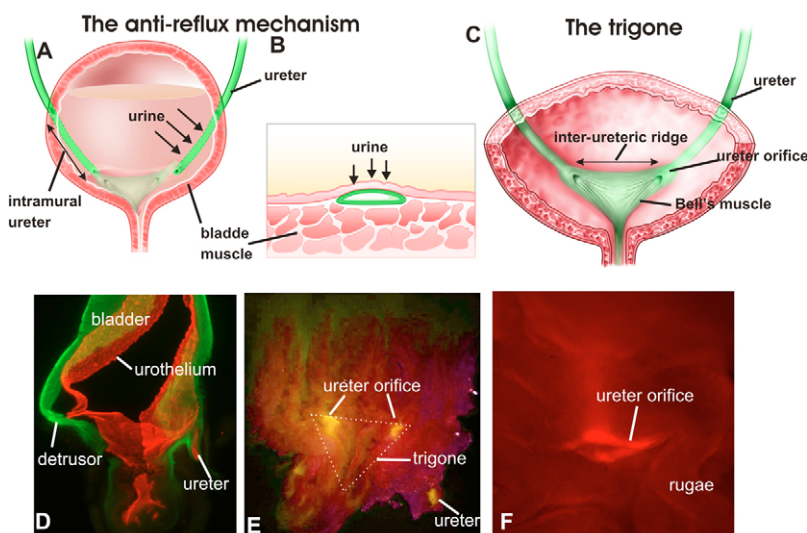 The anti-reflux mechanism
A
ureter
urine
intramural
ureter
bladde
muscle
B
urine
The trigone
C
ureter
inter-ureteric ridge
ureter orifice
Bell's muscle
bladder
urothelium
detrusor
ureter
D
ureter orifice
trigone
ureter
E
ureter orifice
rugae
F